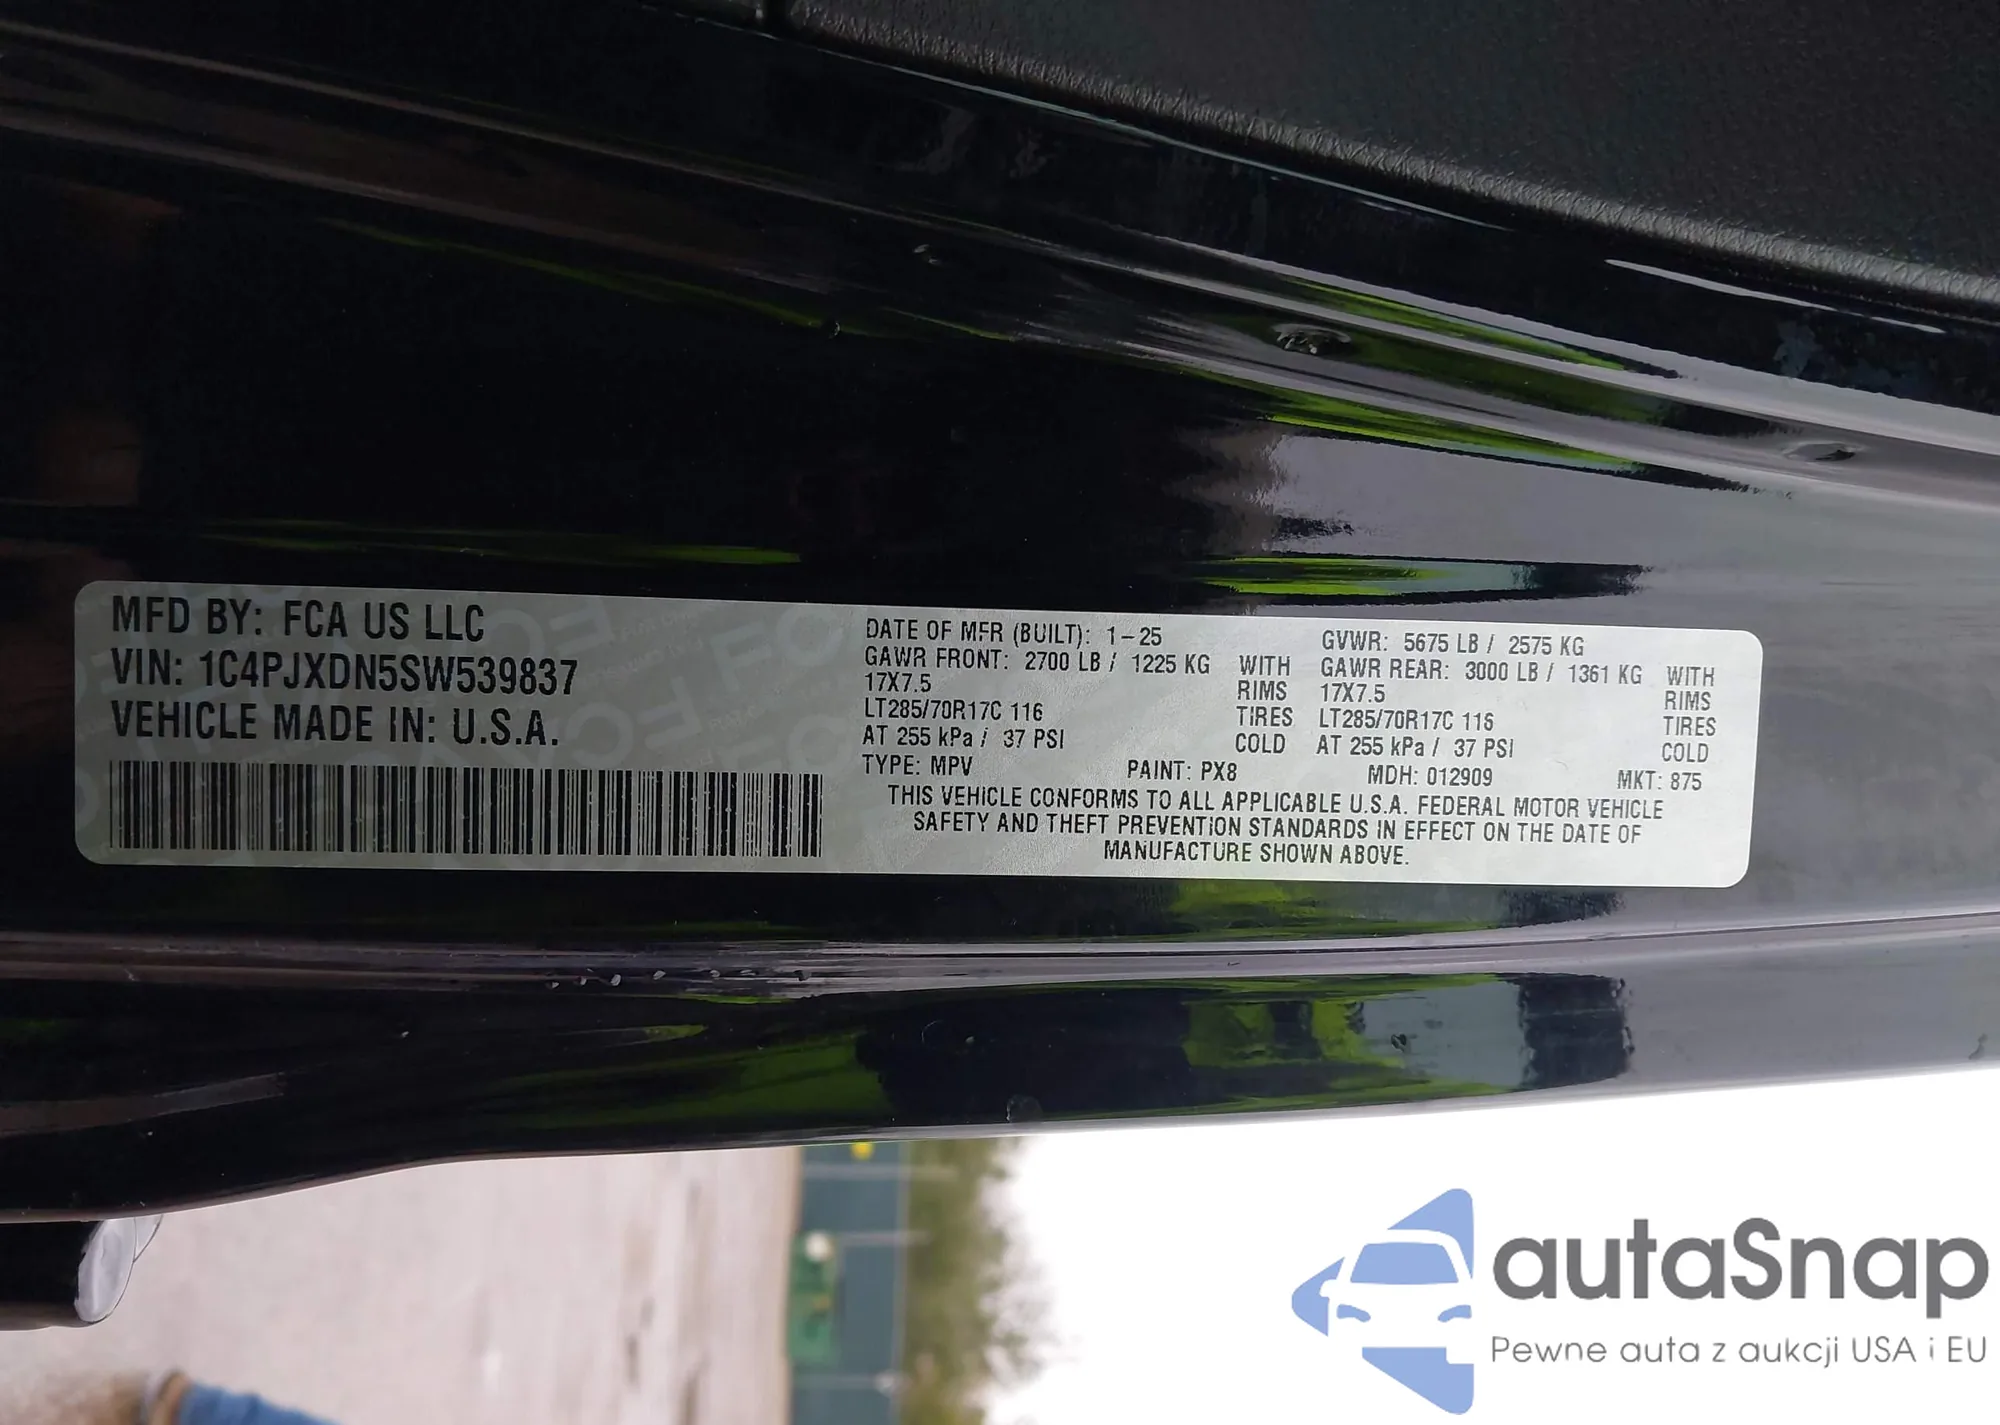 MFD BY: FCA US LLC
VIN: 1C4PJXDN5SW539837
VEHICLE MADE IN: U.S.A.
DATE OF MFR (BUILT): 1-25
GAWR FRONT: 2700 LB / 1225 KG WITH
17X7.5 RIMS
LT285/70R17C 116 TIRES
AT 255 kPa / 37 PSI COLD
GVWR: 5675 LB / 2575 KG
GAWR REAR: 3000 LB / 1361 KG WITH
17X7.5 RIMS
LT285/70R17C 116 TIRES
AT 255 kPa / 37 PSI COLD
TYPE: MPV PAINT: PX8 MDH: 012909 MKT: 875
THIS VEHICLE CONFORMS TO ALL APPLICABLE U.S.A. FEDERAL MOTOR VEHICLE
SAFETY AND THEFT PREVENTION STANDARDS IN EFFECT ON THE DATE OF
MANUFACTURE SHOWN ABOVE.
autaSnap
Pewne auta z aukcji USA i EU